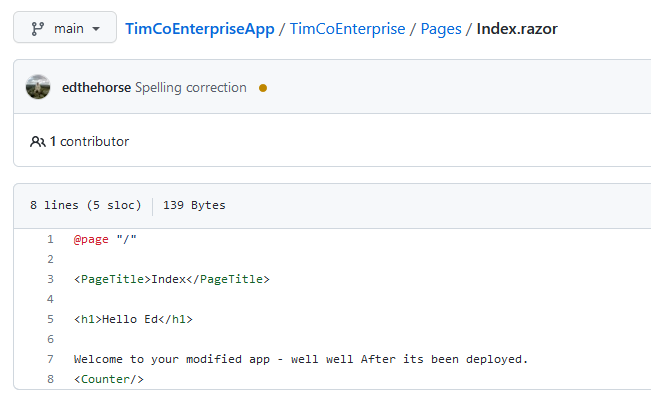 main
TimCoEnterpriseApp / TimCoEnterprise / Pages / Index.razor
edthehorse Spelling correction
1 contributor
8 lines (5 sloc) 139 Bytes
1 @page "/"
2
3 <PageTitle>Index</PageTitle>
4
5 <h1>Hello Ed</h1>
6
7 Welcome to your modified app - well well After its been deployed.
8 <Counter/>